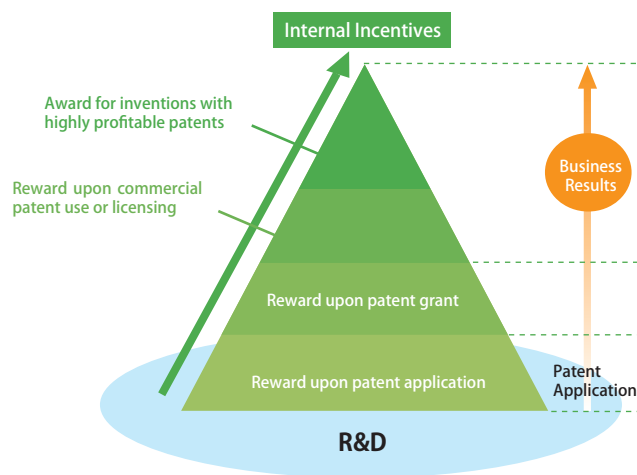 Internal Incentives
Award for inventions with
highly profitable patents
Reward upon commercial
patent use or licensing
Business
Results
Reward upon patent grant
Reward upon patent application
Patent
Application
R&D